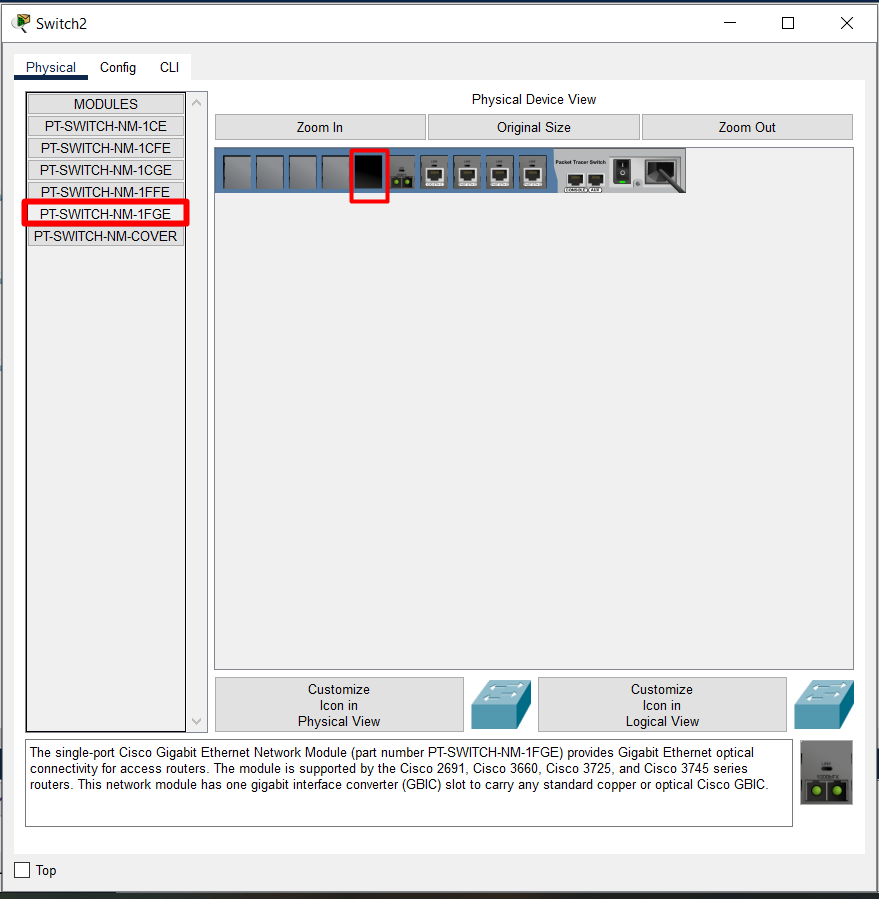 Switch2
Physical
Config
CLI
MODULES
PT-SWITCH-NM-1CE
PT-SWITCH-NM-1CFE
PT-SWITCH-NM-1CGE
PT-SWITCH-NM-1FFE
PT-SWITCH-NM-1FGE
PT-SWITCH-NM-COVER
Physical Device View
Zoom In
Original Size
Zoom Out
Packet Tracer Switch
CONSOLE
AUX
Customize
Icon in
Physical View
Customize
Icon in
Logical View
The single-port Cisco Gigabit Ethernet Network Module (part number PT-SWITCH-NM-1FGE) provides Gigabit Ethernet optical
connectivity for access routers. The module is supported by the Cisco 2691, Cisco 3660, Cisco 3725, and Cisco 3745 series
routers. This network module has one gigabit interface converter (GBIC) slot to carry any standard copper or optical Cisco GBIC.
LINK
Top